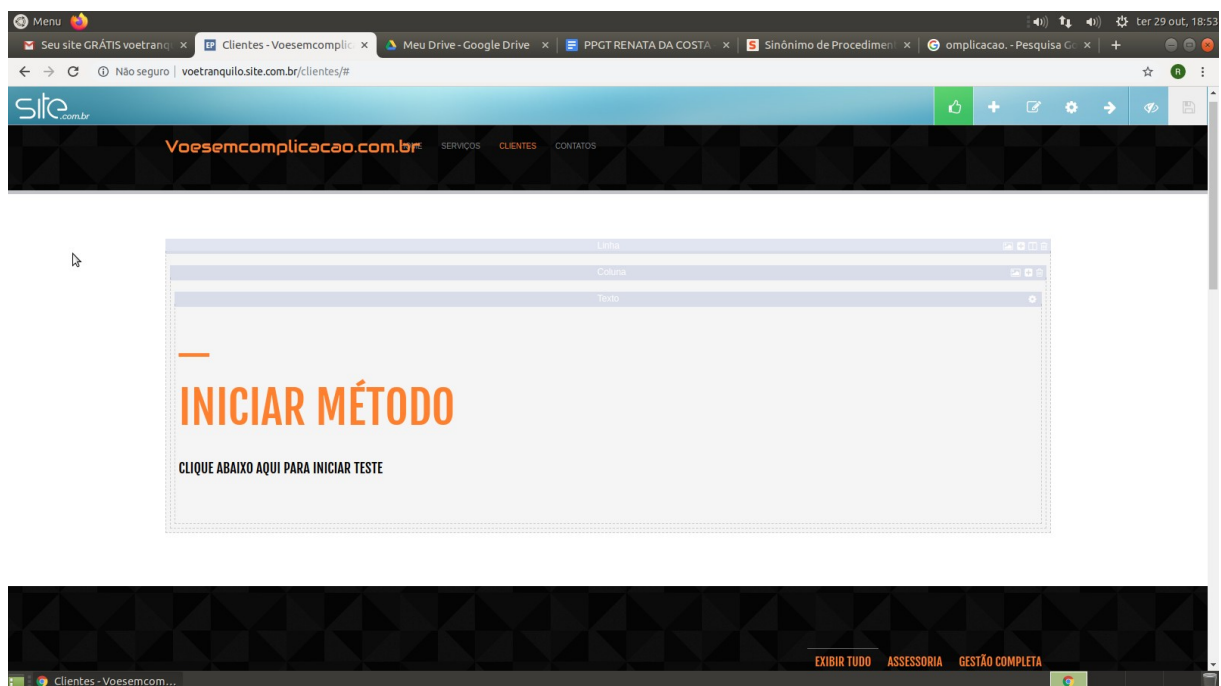 Menu
ter 29 out, 18:53
Seu site GRÁTIS voetranq
EP Clientes - Voesemcomplic
Meu Drive - Google Drive
PPGT RENATA DA COSTA
S Sinônimo de Procedimen
G omplicacao. - Pesquisa Go
Não seguro | voetranquilo.site.com.br/clientes/#
R
site.com.br
Voesemcomplicacao.com.br
SERVIÇOS
CLIENTES
CONTATOS
Linha
Coluna
Texto
INICIAR MÉTODO
CLIQUE ABAIXO AQUI PARA INICIAR TESTE
EXIBIR TUDO
ASSESSORIA
GESTÃO COMPLETA
Clientes - Voesemcom...